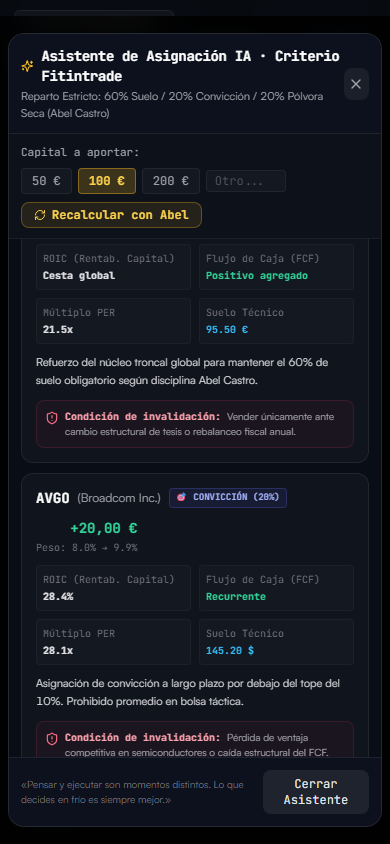 Asistente de Asignación IA · Criterio
Fitintrade
Reparto Estricto: 60% Suelo / 20% Convicción / 20% Pólvora
Seca (Abel Castro)
Capital a aportar:
50 € 100 € 200 € Otro...
Recalcular con Abel
ROIC (Rentab. Capital) Flujo de Caja (FCF)
Cesta global Positivo agregado
Múltiplo PER Suelo Técnico
21.5x 95.50 €
Refuerzo del núcleo troncal global para mantener el 60% de
suelo obligatorio según disciplina Abel Castro.
Condición de invalidación: Vender únicamente ante
cambio estructural de tesis o rebalanceo fiscal anual.
AVGO (Broadcom Inc.) CONVICCIÓN (20%)
+20,00 €
Peso: 8.0% → 9.9%
ROIC (Rentab. Capital) Flujo de Caja (FCF)
28.4% Recurrente
Múltiplo PER Suelo Técnico
28.1x 145.20 $
Asignación de convicción a largo plazo por debajo del tope del
10%. Prohibido promedio en bolsa táctica.
Condición de invalidación: Pérdida de ventaja
competitiva en semiconductores o caída estructural del FCF.
«Pensar y ejecutar son momentos distintos. Lo que
decides en frío es siempre mejor.»
Cerrar
Asistente